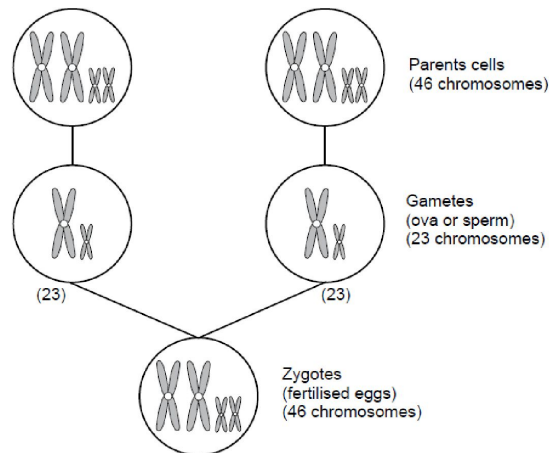 Parents cells
(46 chromosomes)
Gametes
(ova or sperm)
(23 chromosomes)
(23)
(23)
Zygotes
(fertilised eggs)
(46 chromosomes)